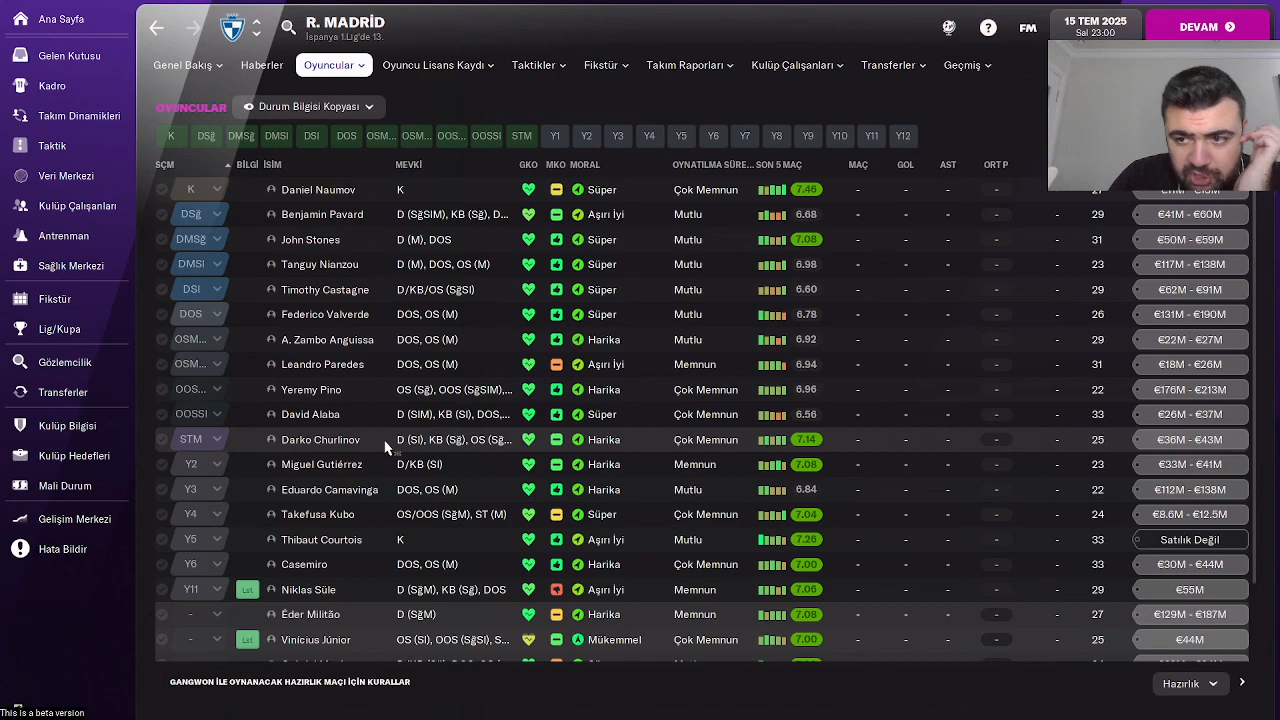 Ana Sayfa
Gelen Kutusu
Kadro
Takım Dinamikleri
Taktik
Veri Merkezi
Kulüp Çalışanları
Antrenman
Sağlık Merkezi
Fikstür
Lig/Kupa
Gözlemcilik
Transferler
Kulüp Bilgisi
Kulüp Hedefleri
Mali Durum
Gelişim Merkezi
Hata Bildir
This is a beta version
R. MADRİD
İspanya 1.Lig'de 13.
FM
15 TEM 2025
Sal 23:00
DEVAM
Genel Bakış Haberler Oyuncular Oyuncu Lisans Kaydı Taktikler Fikstür Takım Raporları Kulüp Çalışanları Transferler Geçmiş
OYUNCULAR Durum Bilgisi Kopyası
K DSğ DMSğ DMSI DSI DOS OSM... OSM... OOS... OOSSI STM Y1 Y2 Y3 Y4 Y5 Y6 Y7 Y8 Y9 Y10 Y11 Y12
SÇM BİLGİ İSİM MEVKİ GKO MKO MORAL OYNATILMA SÜRE... SON 5 MAÇ MAÇ GOL AST ORT P
K Daniel Naumov K Süper Çok Memnun 7.46 - - - - -
DSğ Benjamin Pavard D (SğSIM), KB (Sğ), D... Aşırı İyi Mutlu 6.68 - - - - - 29 €41M - €60M
DMSğ John Stones D (M), DOS Süper Mutlu 7.08 - - - - - 31 €50M - €59M
DMSI Tanguy Nianzou D (M), DOS, OS (M) Süper Mutlu 6.98 - - - - - 23 €117M - €138M
DSI Timothy Castagne D/KB/OS (SğSI) Süper Mutlu 6.60 - - - - - 29 €62M - €91M
DOS Federico Valverde DOS, OS (M) Süper Mutlu 6.78 - - - - - 26 €131M - €190M
OSM... A. Zambo Anguissa DOS, OS (M) Harika Mutlu 6.92 - - - - - 29 €22M - €27M
OSM... Leandro Paredes DOS, OS (M) Aşırı İyi Memnun 6.94 - - - - - 31 €18M - €26M
OOS... Yeremy Pino OS (Sğ), OOS (SğSIM),... Harika Çok Memnun 6.96 - - - - - 22 €176M - €213M
OOSSI David Alaba D (SIM), KB (SI), DOS,... Süper Çok Memnun 6.56 - - - - - 33 €26M - €37M
STM Darko Churlinov D (SI), KB (Sğ), OS (Sğ... Harika Çok Memnun 7.14 - - - - - 25 €36M - €43M
Y2 Miguel Gutiérrez D/KB (SI) Harika Memnun 7.08 - - - - - 23 €33M - €41M
Y3 Eduardo Camavinga DOS, OS (M) Harika Mutlu 6.84 - - - - - 22 €112M - €138M
Y4 Takefusa Kubo OS/OOS (SğM), ST (M) Süper Çok Memnun 7.04 - - - - - 24 €8.6M - €12.5M
Y5 Thibaut Courtois K Aşırı İyi Mutlu 7.26 - - - - - 33 Satılık Değil
Y6 Casemiro DOS, OS (M) Harika Çok Memnun 7.00 - - - - - 33 €30M - €44M
Y11 Lst Niklas Süle D (SğM), KB (Sğ), DOS Aşırı İyi Memnun 7.06 - - - - - 29 €55M
- Éder Militão D (SğM) Harika Çok Memnun 7.08 - - - - - 27 €129M - €187M
- Lst Vinícius Júnior OS (SI), OOS (SğSI), S... Mükemmel Çok Memnun 7.00 - - - - - 25 €44M
GANGWON İLE OYNANACAK HAZIRLIK MAÇI İÇİN KURALLAR
Hazırlık